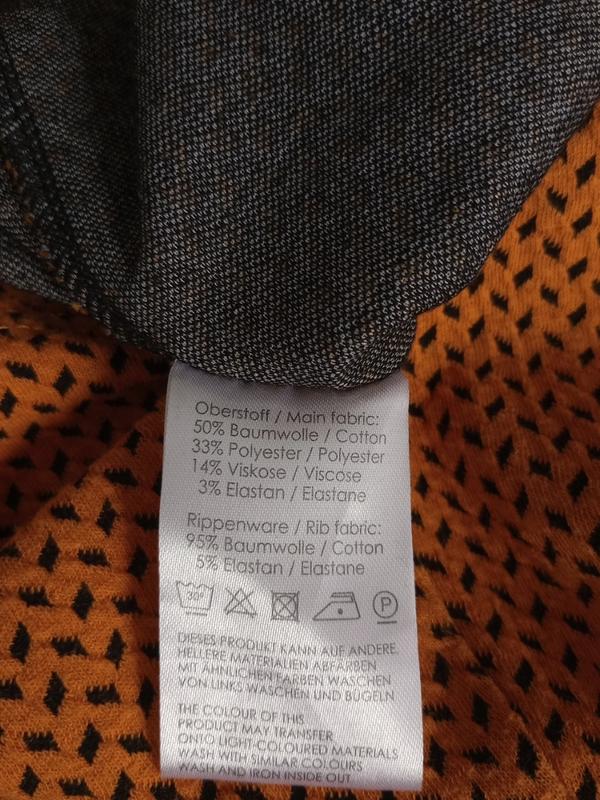 Oberstoff / Main fabric:
50% Baumwolle / Cotton
33% Polyester / Polyester
14% Viskose / Viscose
3% Elastan / Elastane
Rippenware / Rib fabric:
95% Baumwolle / Cotton
5% Elastan / Elastane
30° P
DIESES PRODUKT KANN AUF ANDERE,
HELLERE MATERIALIEN ABFÄRBEN
MIT ÄHNLICHEN FARBEN WASCHEN
VON LINKS WASCHEN UND BÜGELN
THE COLOUR OF THIS
PRODUCT MAY TRANSFER
ONTO LIGHT-COLOURED MATERIALS
WASH WITH SIMILAR COLOURS
WASH AND IRON INSIDE OUT